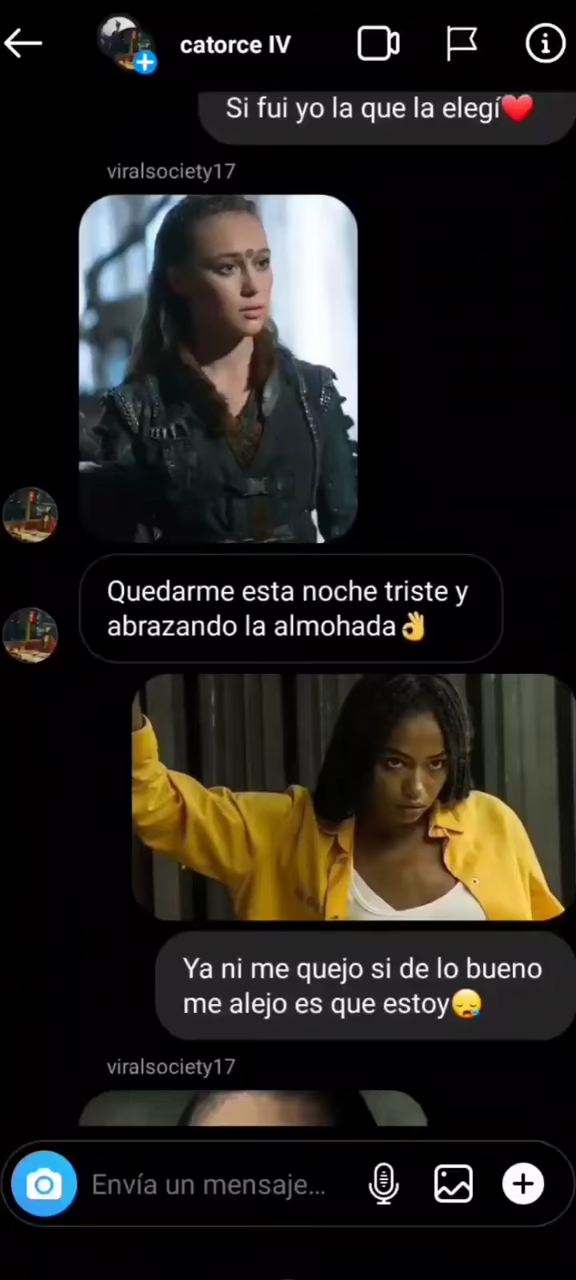 catorce IV
Si fui yo la que la elegí❤️
viralsociety17
Quedarme esta noche triste y
abrazando la almohada👌
Ya ni me quejo si de lo bueno
me alejo es que estoy😪
viralsociety17
Envía un mensaje...